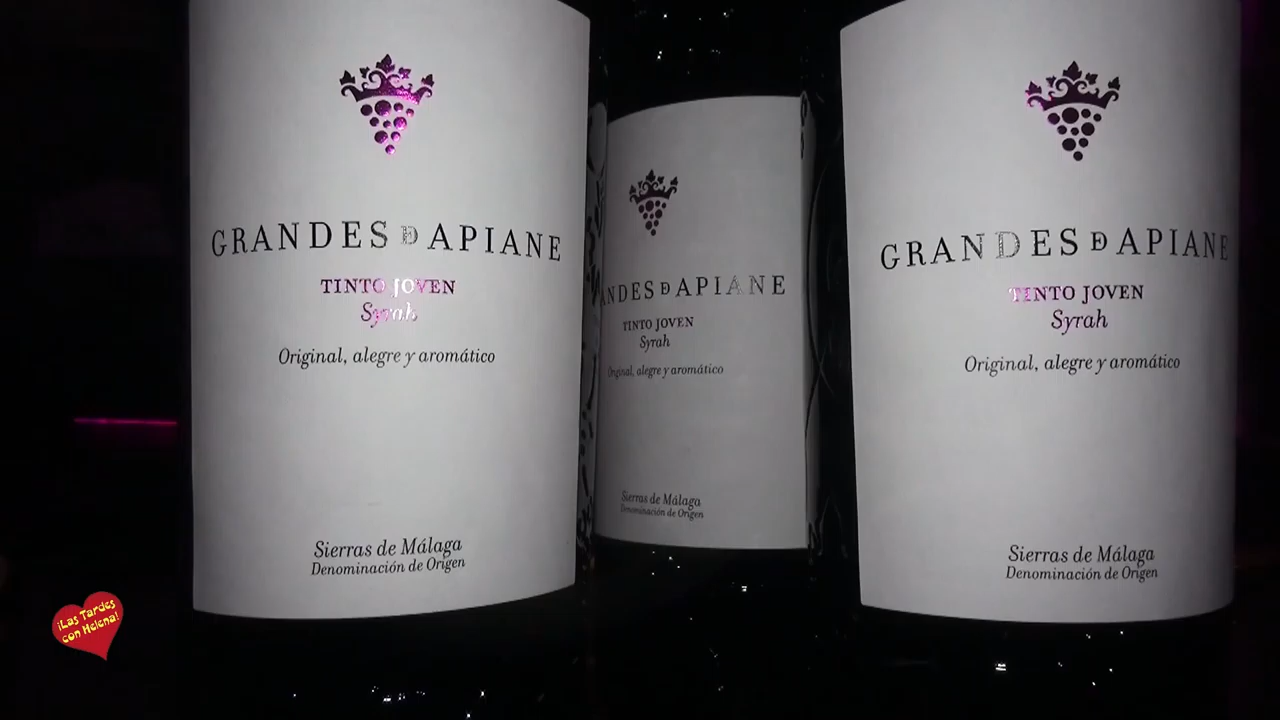 GRANDES DE APIANE
TINTO JOVEN
Syrah
Original, alegre y aromático
Sierras de Málaga
Denominación de Origen
ANDES DE APIANE
TINTO JOVEN
Syrah
Original, alegre y aromático
Sierras de Málaga
Denominación de Origen
GRANDES DE APIANE
TINTO JOVEN
Syrah
Original, alegre y aromático
Sierras de Málaga
Denominación de Origen
¡Las Tardes
con Helena!